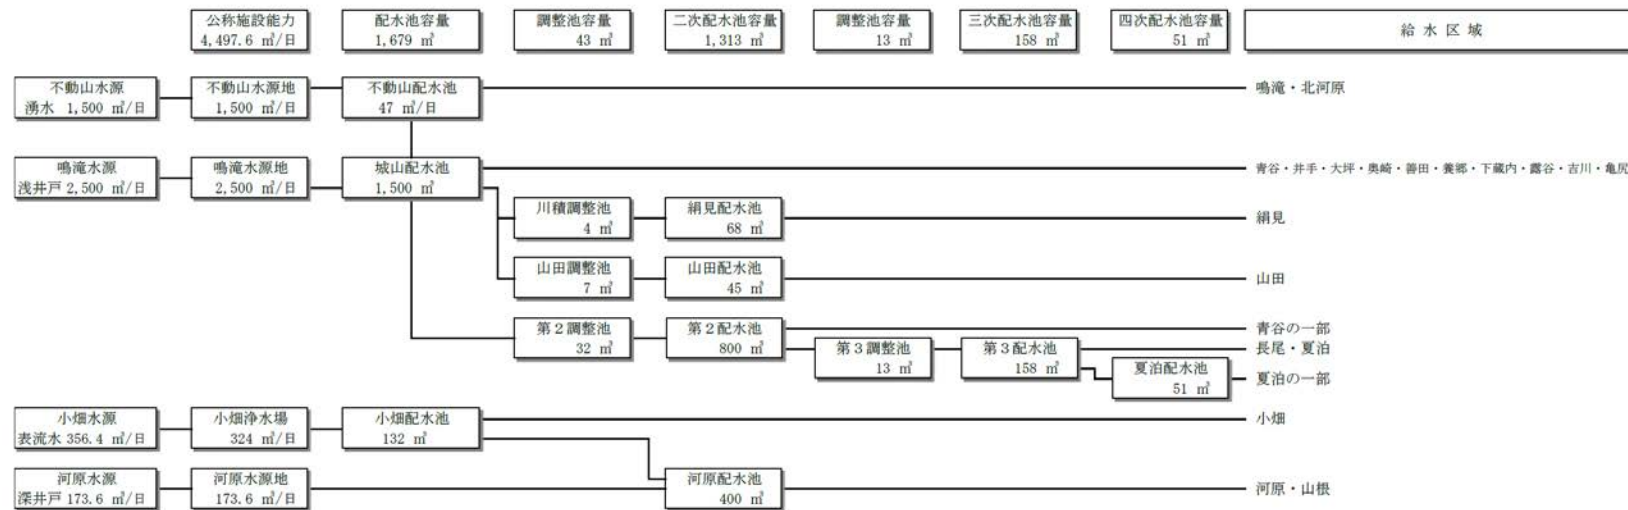 公称施設能力 配水池容量 調整池容量 二次配水池容量 調整池容量 三次配水池容量 四次配水池容量 給水区域
4,497.6 ㎥/日 1,679 ㎥ 43 ㎥ 1,313 ㎥ 13 ㎥ 158 ㎥ 51 ㎥
不動山水源 不動山水源地 不動山配水池 鳴滝・北河原
湧水 1,500 ㎥/日 1,500 ㎥/日 47 ㎥/日
鳴滝水源 鳴滝水源地 城山配水池 青谷・井手・大坪・奥崎・善田・養郷・下蔵内・露谷・吉川・亀尻
浅井戸 2,500 ㎥/日 2,500 ㎥/日 1,500 ㎥
川積調整池 絹見配水池 絹見
4 ㎥ 68 ㎥
山田調整池 山田配水池 山田
7 ㎥ 45 ㎥
第2調整池 第2配水池 青谷の一部
32 ㎥ 800 ㎥
第3調整池 第3配水池 長尾・夏泊
13 ㎥ 158 ㎥
夏泊配水池 夏泊の一部
51 ㎥
小畑水源 小畑浄水場 小畑配水池 小畑
表流水 356.4 ㎥/日 324 ㎥/日 132 ㎥
河原水源 河原水源地 河原配水池 河原・山根
深井戸 173.6 ㎥/日 173.6 ㎥/日 400 ㎥